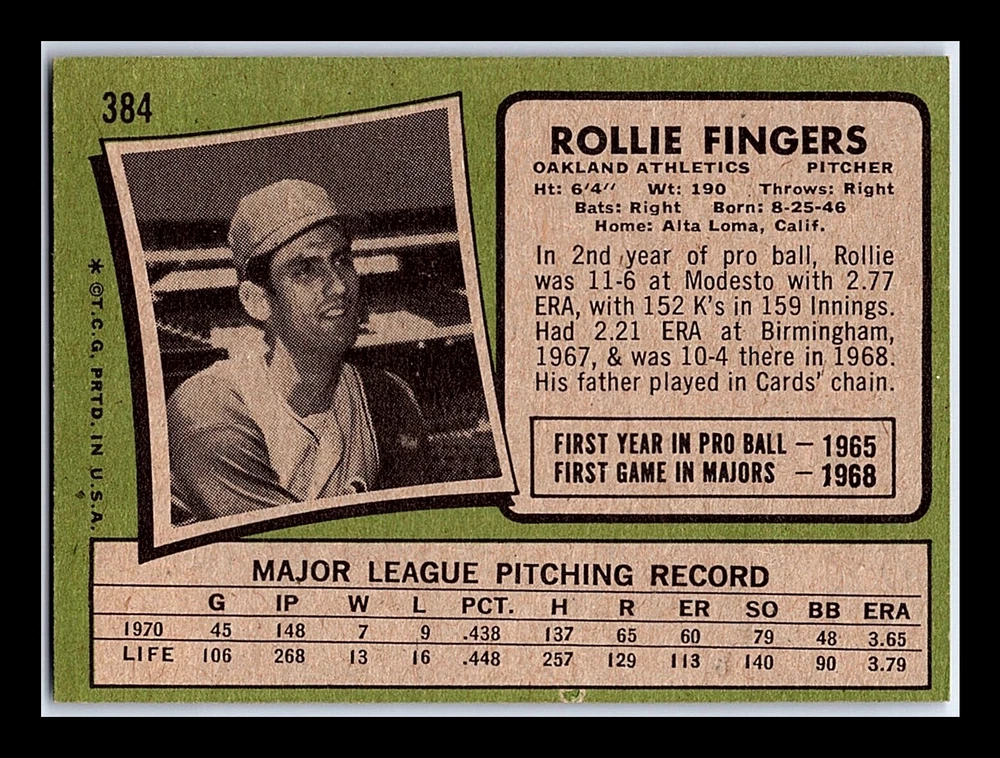 384
ROLLIE FINGERS
OAKLAND ATHLETICS PITCHER
Ht: 6'4" Wt: 190 Throws: Right
Bats: Right Born: 8-25-46
Home: Alta Loma, Calif.
In 2nd year of pro ball, Rollie
was 11-6 at Modesto with 2.77
ERA, with 152 K's in 159 Innings.
Had 2.21 ERA at Birmingham,
1967, & was 10-4 there in 1968.
His father played in Cards' chain.
FIRST YEAR IN PRO BALL — 1965
FIRST GAME IN MAJORS — 1968
* ©T.C.G. PRTD. IN U.S.A.
MAJOR LEAGUE PITCHING RECORD
G IP W L PCT. H R ER SO BB ERA
1970 45 148 7 9 .438 137 65 60 79 48 3.65
LIFE 106 268 13 16 .448 257 129 113 140 90 3.79